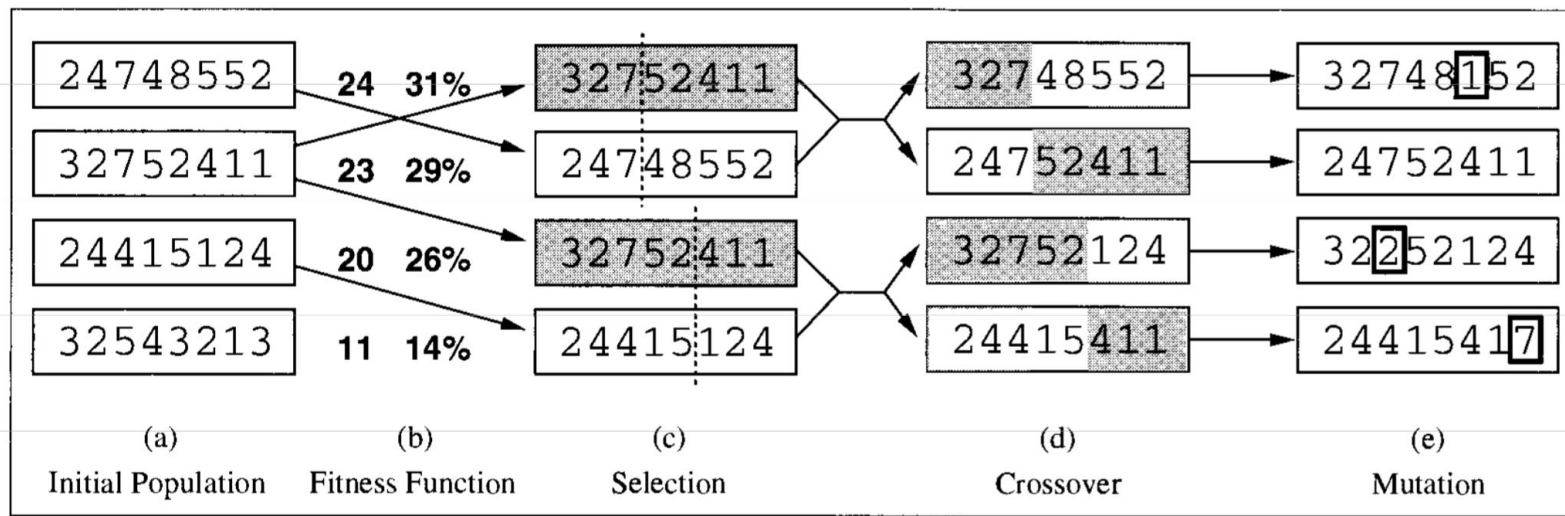 24748552 24 31% 32752411 32748552 32748152
32752411 23 29% 24748552 24752411 24752411
24415124 20 26% 32752411 32752124 32252124
32543213 11 14% 24415124 24415411 24415417
(a) (b) (c) (d) (e)
Initial Population Fitness Function Selection Crossover Mutation